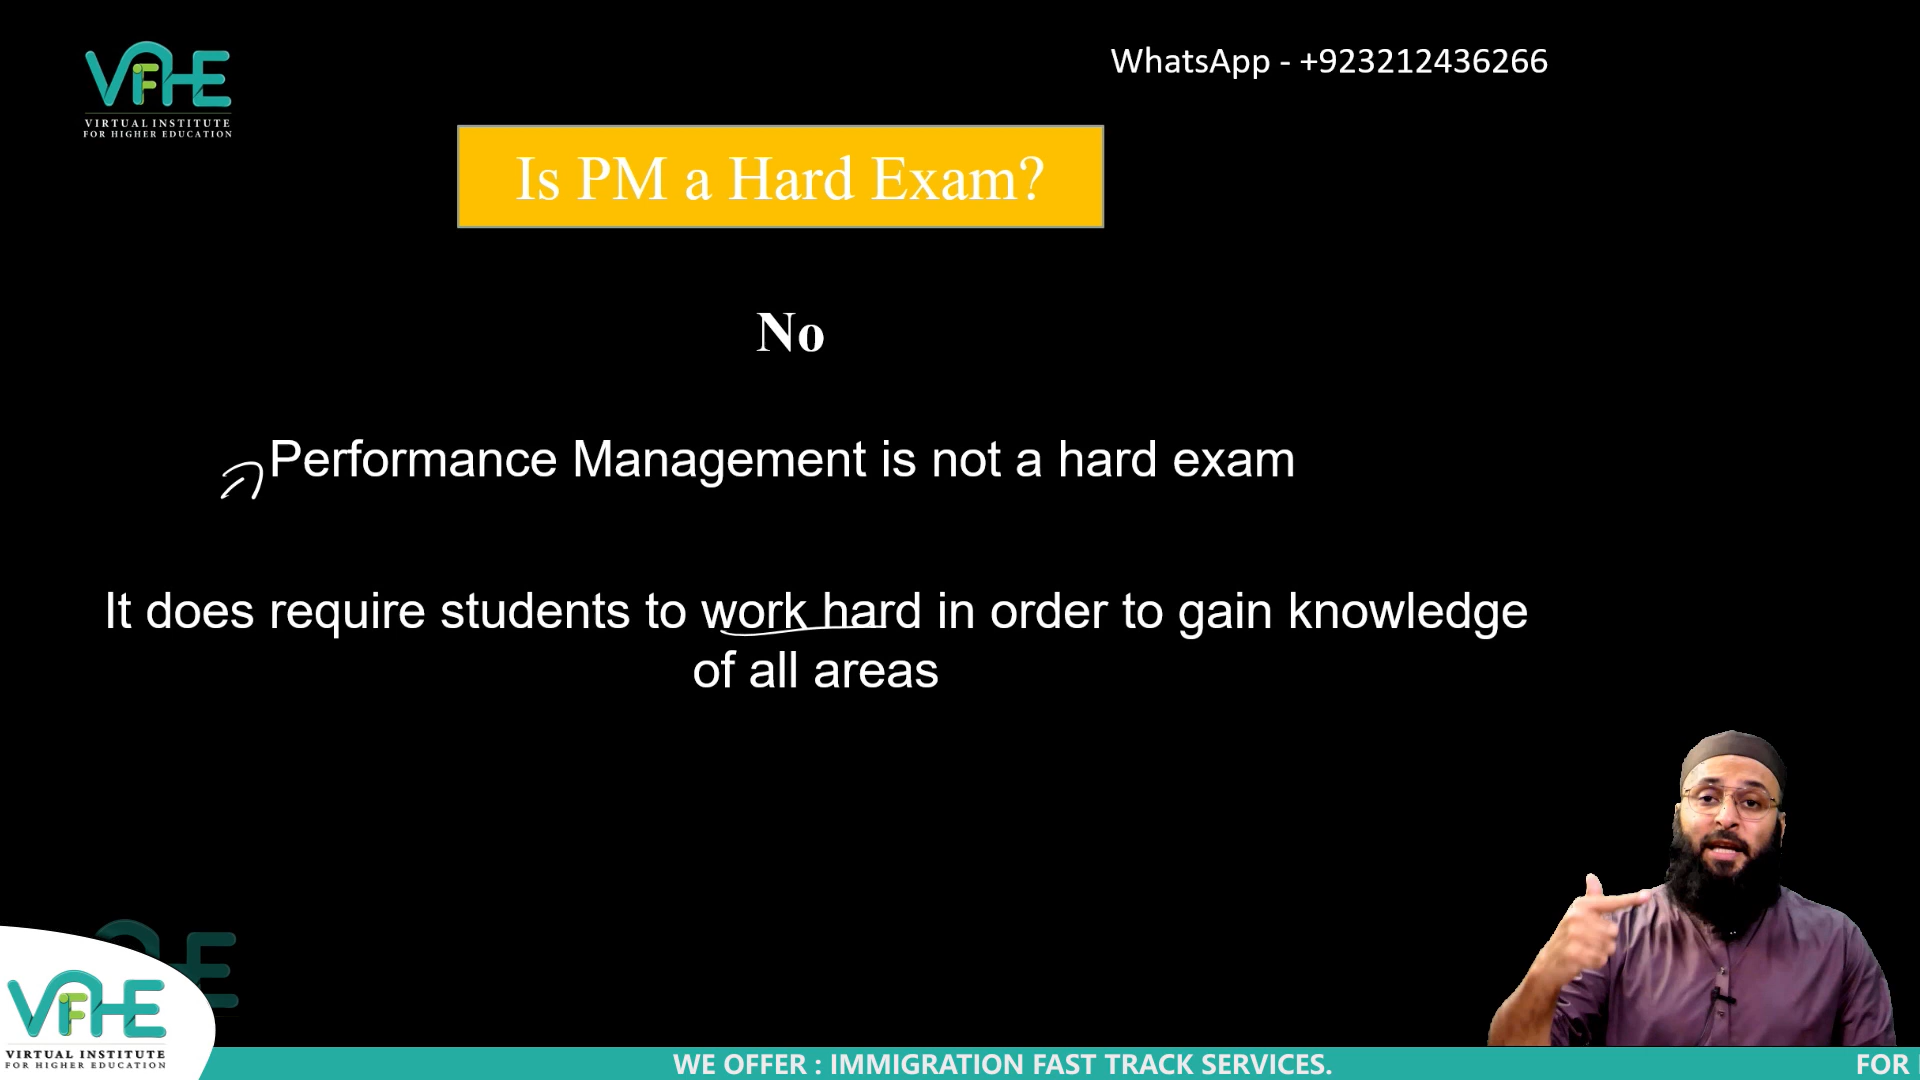 VIFHE
VIRTUAL INSTITUTE
FOR HIGHER EDUCATION
WhatsApp - +923212436266
Is PM a Hard Exam?
No
Performance Management is not a hard exam
It does require students to work hard in order to gain knowledge
of all areas
VIFHE
VIRTUAL INSTITUTE
FOR HIGHER EDUCATION
WE OFFER : IMMIGRATION FAST TRACK SERVICES.
FOR